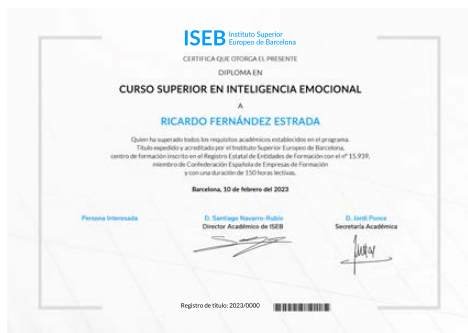 ISEB Instituto Superior
Europeo de Barcelona
CERTIFICA QUE OTORGA EL PRESENTE
DIPLOMA EN
CURSO SUPERIOR EN INTELIGENCIA EMOCIONAL
A
RICARDO FERNÁNDEZ ESTRADA
Quien ha superado todos los requisitos académicos establecidos en el programa.
Título expedido y acreditado por el Instituto Superior Europeo de Barcelona,
centro de formación inscrito en el Registro Estatal de Entidades de Formación con el nº 15.939,
miembro de Confederación Española de Empresas de Formación
y con una duración de 150 horas lectivas.
Barcelona, 10 de febrero del 2023
Persona Interesada
D. Santiago Navarro-Rubio
Director Académico de ISEB
D. Jordi Ponce
Secretaría Académica
Registro de título: 2023/0000